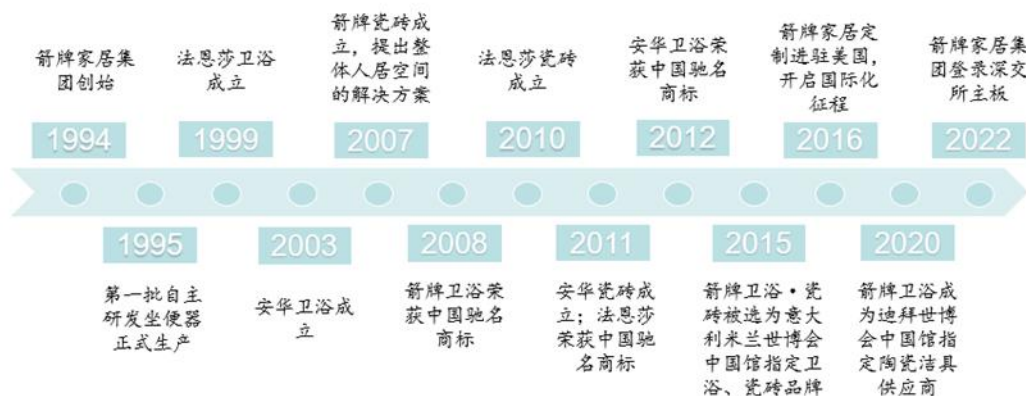 箭牌家居集
团创始
1994
法恩莎卫浴
成立
1999
箭牌瓷砖成
立，提出整
体人居空间
的解决方案
2007
法恩莎瓷砖
成立
2010
安华卫浴荣
获中国驰名
商标
2012
箭牌家居定
制进驻美国，
开启国际化
征程
2016
箭牌家居集
团登录深交
所主板
2022
1995
第一批自主
研发坐便器
正式生产
2003
安华卫浴成
立
2008
箭牌卫浴荣
获中国驰名
商标
2011
安华瓷砖成
立；法恩莎
荣获中国驰
名商标
2015
箭牌卫浴·瓷
砖被选为意大
利米兰世博会
中国馆指定卫
浴、瓷砖品牌
2020
箭牌卫浴成
为迪拜世博
会中国馆指
定陶瓷洁具
供应商